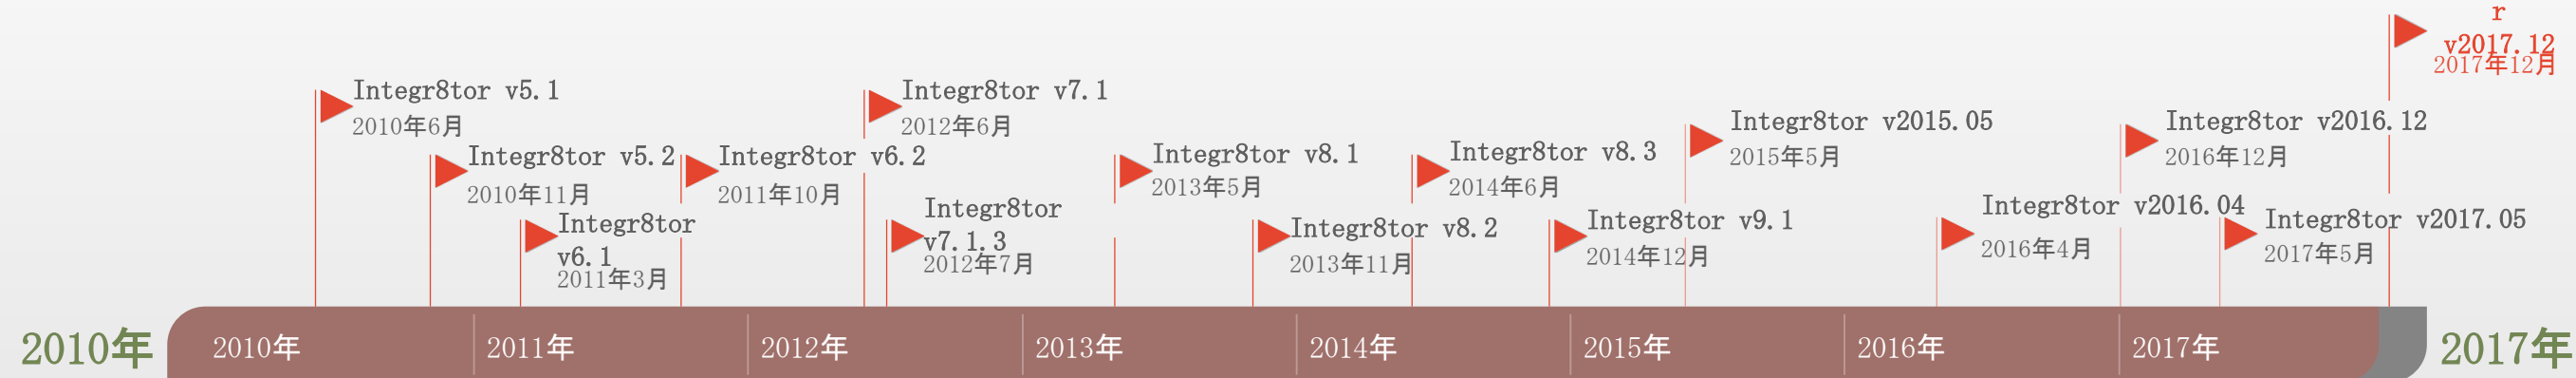 r
v2017.12
2017年12月
Integr8tor v5.1
2010年6月
Integr8tor v7.1
2012年6月
Integr8tor v2015.05
2015年5月
Integr8tor v2016.12
2016年12月
Integr8tor v5.2
2010年11月
Integr8tor v6.2
2011年10月
Integr8tor v8.1
2013年5月
Integr8tor v8.3
2014年6月
Integr8tor
v6.1
2011年3月
Integr8tor
v7.1.3
2012年7月
Integr8tor v8.2
2013年11月
Integr8tor v9.1
2014年12月
Integr8tor v2016.04
2016年4月
Integr8tor v2017.05
2017年5月
2010年
2010年
2011年
2012年
2013年
2014年
2015年
2016年
2017年
2017年